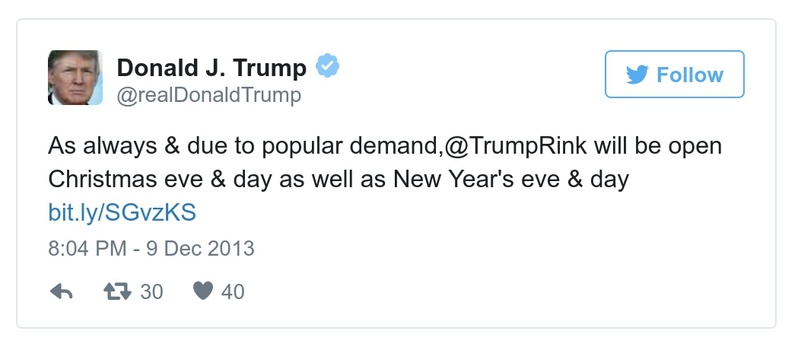 Donald J. Trump
@realDonaldTrump
Follow
As always & due to popular demand,@TrumpRink will be open
Christmas eve & day as well as New Year's eve & day
bit.ly/SGvzKS
8:04 PM - 9 Dec 2013
30 40